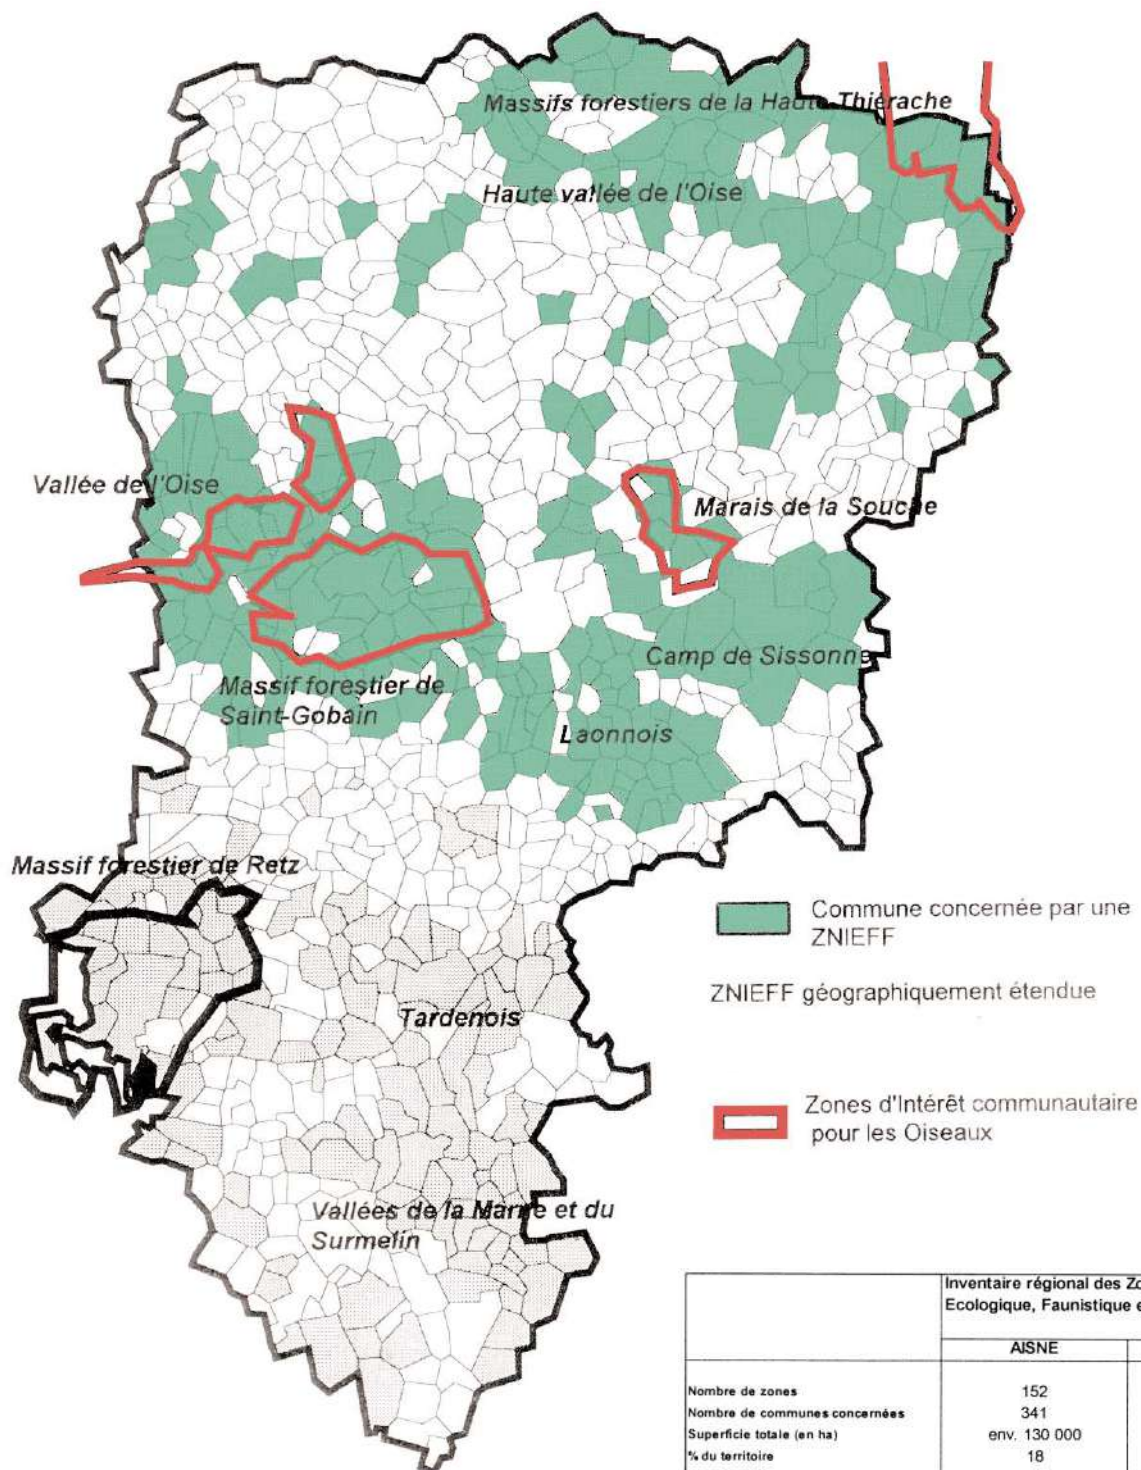 Massifs forestiers de la Haute Thiérache
Haute vallée de l'Oise
Vallée de l'Oise
Marais de la Souche
Camp de Sissonne
Massif forestier de
Saint-Gobain
Laonnois
Massif forestier de Retz
Commune concernée par une
ZNIEFF
ZNIEFF géographiquement étendue
Tardenois
Zones d'Intérêt communautaire
pour les Oiseaux
Vallées de la Marne et du
Surmelin
Inventaire régional des Zo
Ecologique, Faunistique e
AISNE
Nombre de zones 152
Nombre de communes concernées 341
Superficie totale (en ha) env. 130 000
% du territoire 18